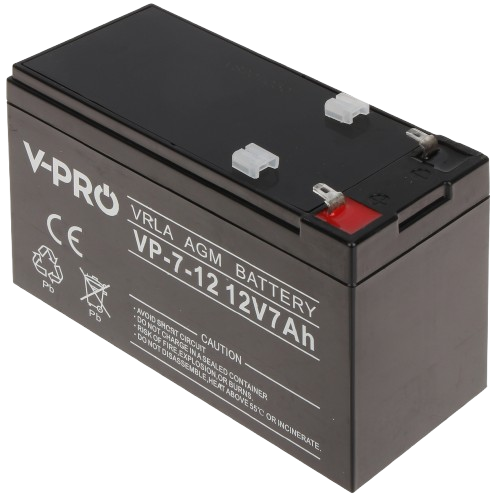 V-PRO
VRLA AGM BATTERY
VP-7-12 12V7Ah
CE
Pb
Pb
CAUTION
• AVOID SHORT CIRCUIT
• DO NOT CHARGE IN A SEALED CONTAINER
• RISK OF FIRE,EXPLOSION,OR BURNS.
• DO NOT DISASSEMBLE,HEAT ABOVE 55°C OR INCINERATE.